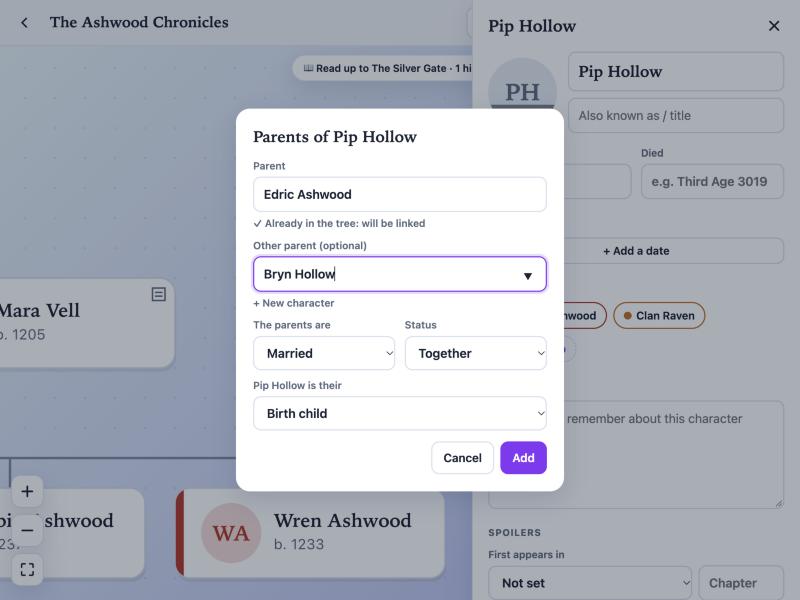 The Ashwood Chronicles
Read up to The Silver Gate · 1 hi
Pip Hollow
PH
Pip Hollow
Also known as / title
Died
e.g. Third Age 3019
+ Add a date
Clan Raven
remember about this character
SPOILERS
First appears in
Not set
Chapter
Parents of Pip Hollow
Parent
Edric Ashwood
✓ Already in the tree: will be linked
Other parent (optional)
Bryn Hollow
+ New character
The parents are
Status
Married
Together
Pip Hollow is their
Birth child
Cancel
Add
Mara Vell
b. 1205
WA
Wren Ashwood
b. 1233